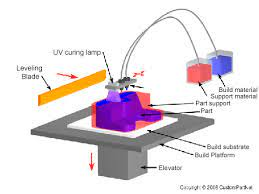 UV curing lamp
Leveling
Blade
Build material
Support material
Part support
Part
Build substrate
Build Platform
Elevator
Copyright © 2008 CustomPartNet